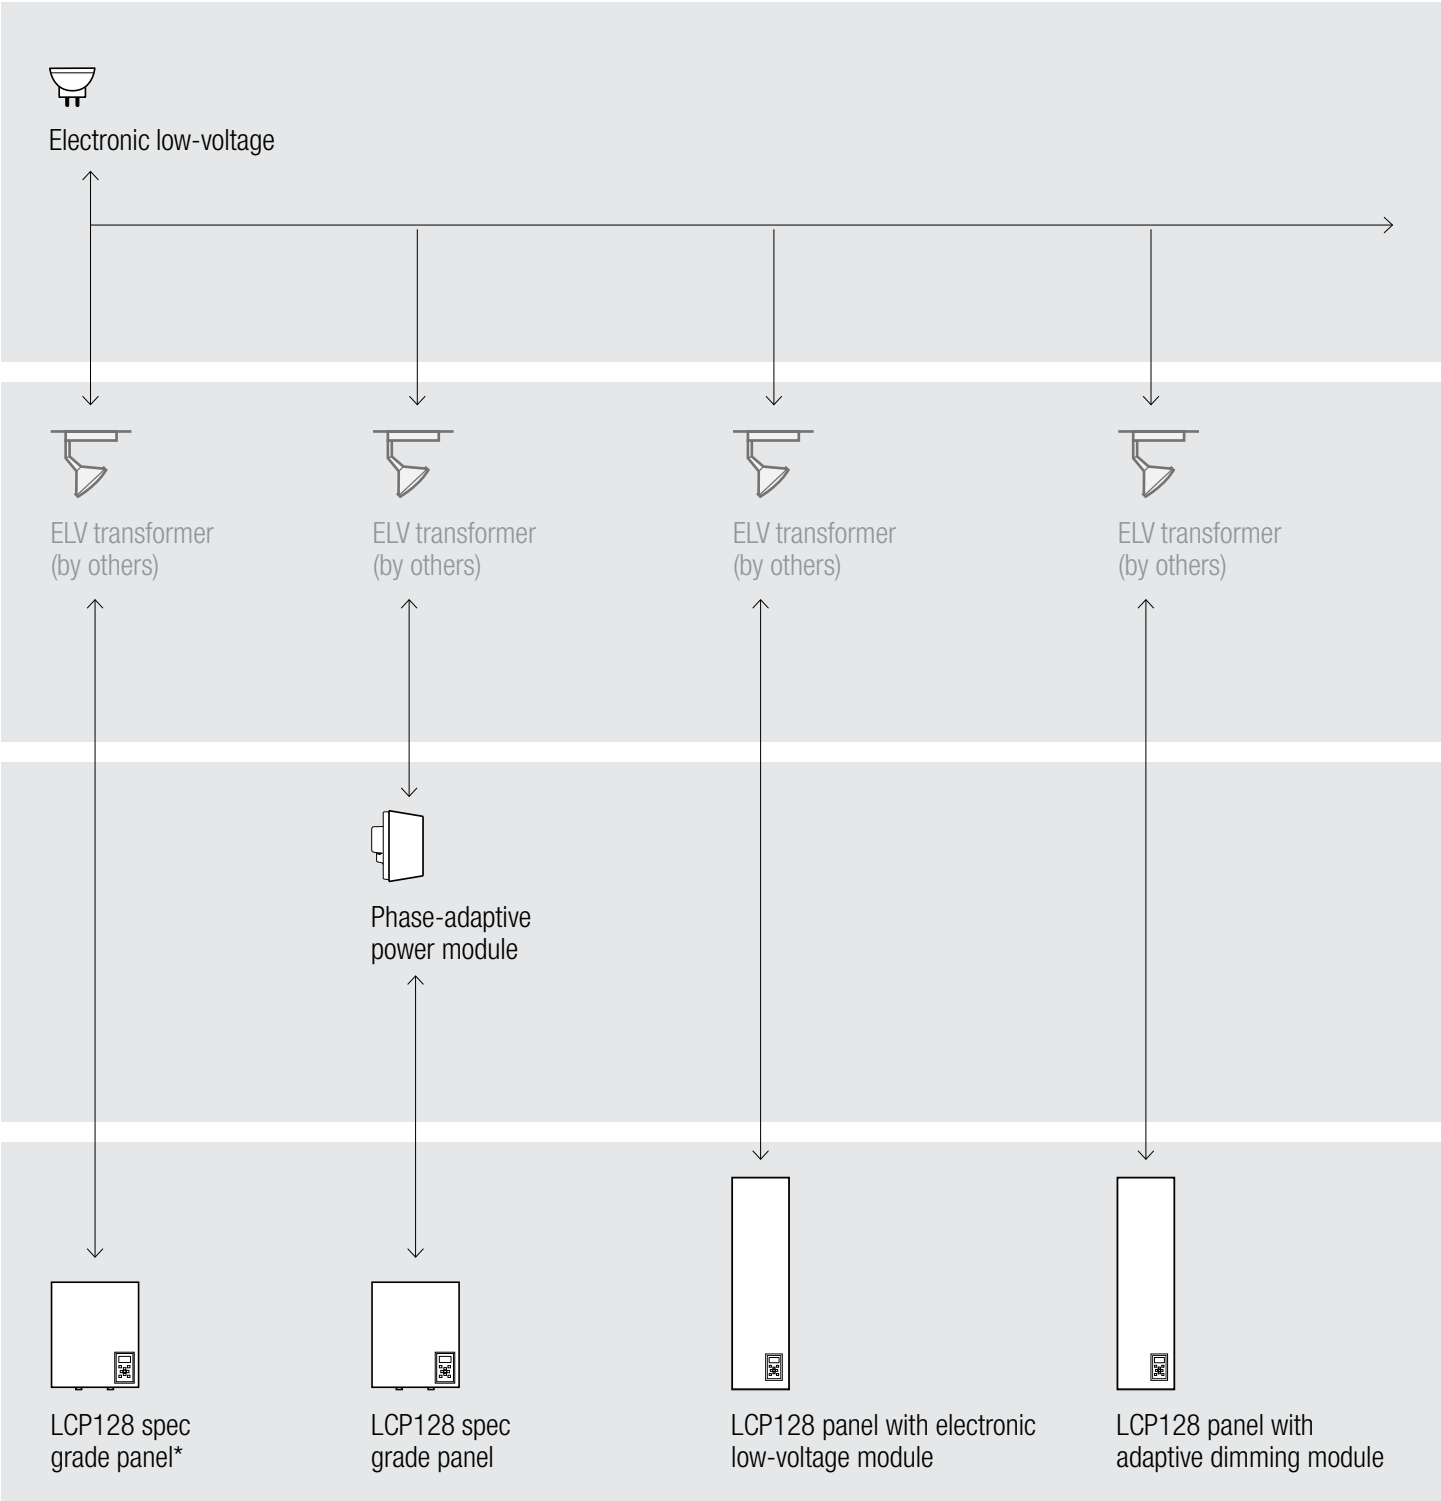 Electronic low-voltage
ELV transformer
(by others)
ELV transformer
(by others)
ELV transformer
(by others)
ELV transformer
(by others)
Phase-adaptive
power module
LCP128 spec
grade panel*
LCP128 spec
grade panel
LCP128 panel with electronic
low-voltage module
LCP128 panel with
adaptive dimming module